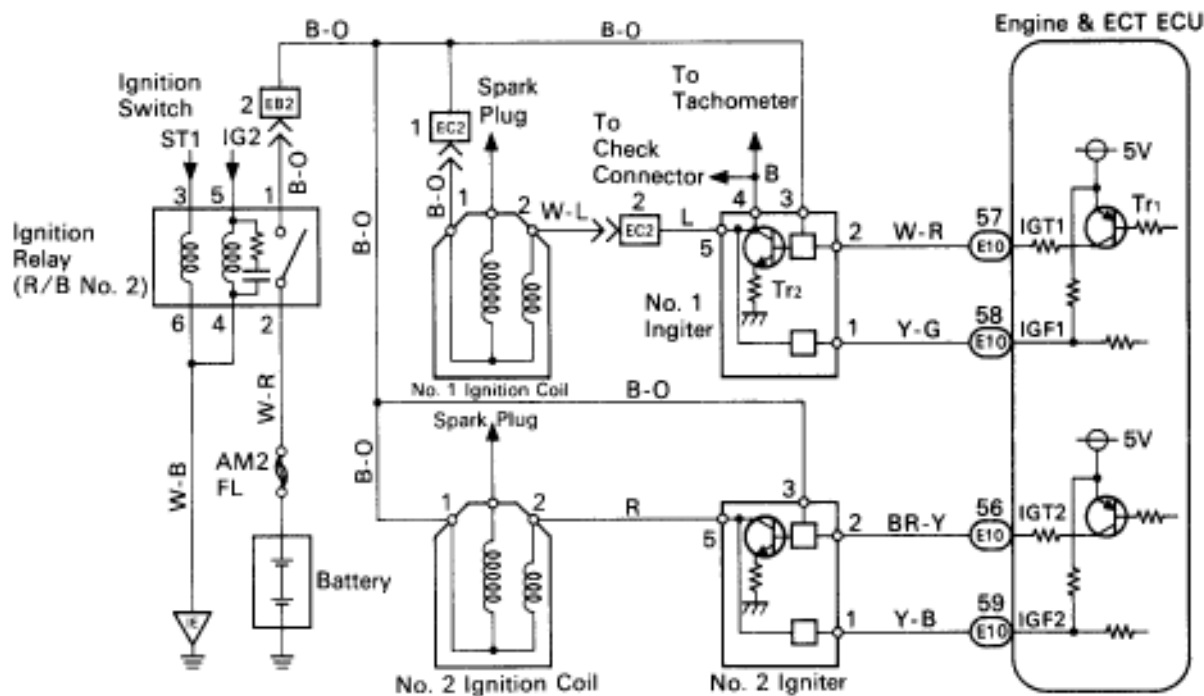 Engine & ECT ECU
B-O
B-O
Ignition
Switch
2
EB2
ST1
IG2
B-O
3
5
1
Ignition
Relay
(R/B No. 2)
6
4
2
W-R
W-B
AM2
FL
Battery
IE
B-O
B-O
1
EC2
B-O
Spark
Plug
1
2
W-L
2
EC2
L
To
Check
Connector
To
Tachometer
B
4
3
5
2
Tr2
No. 1
Ingiter
1
No. 1 Ignition Coil
W-R
57
E10
IGT1
5V
Tr1
Y-G
58
E10
IGF1
B-O
Spark Plug
1
2
R
3
5
2
1
No. 2 Ignition Coil
No. 2 Igniter
BR-Y
56
E10
IGT2
5V
Y-B
59
E10
IGF2